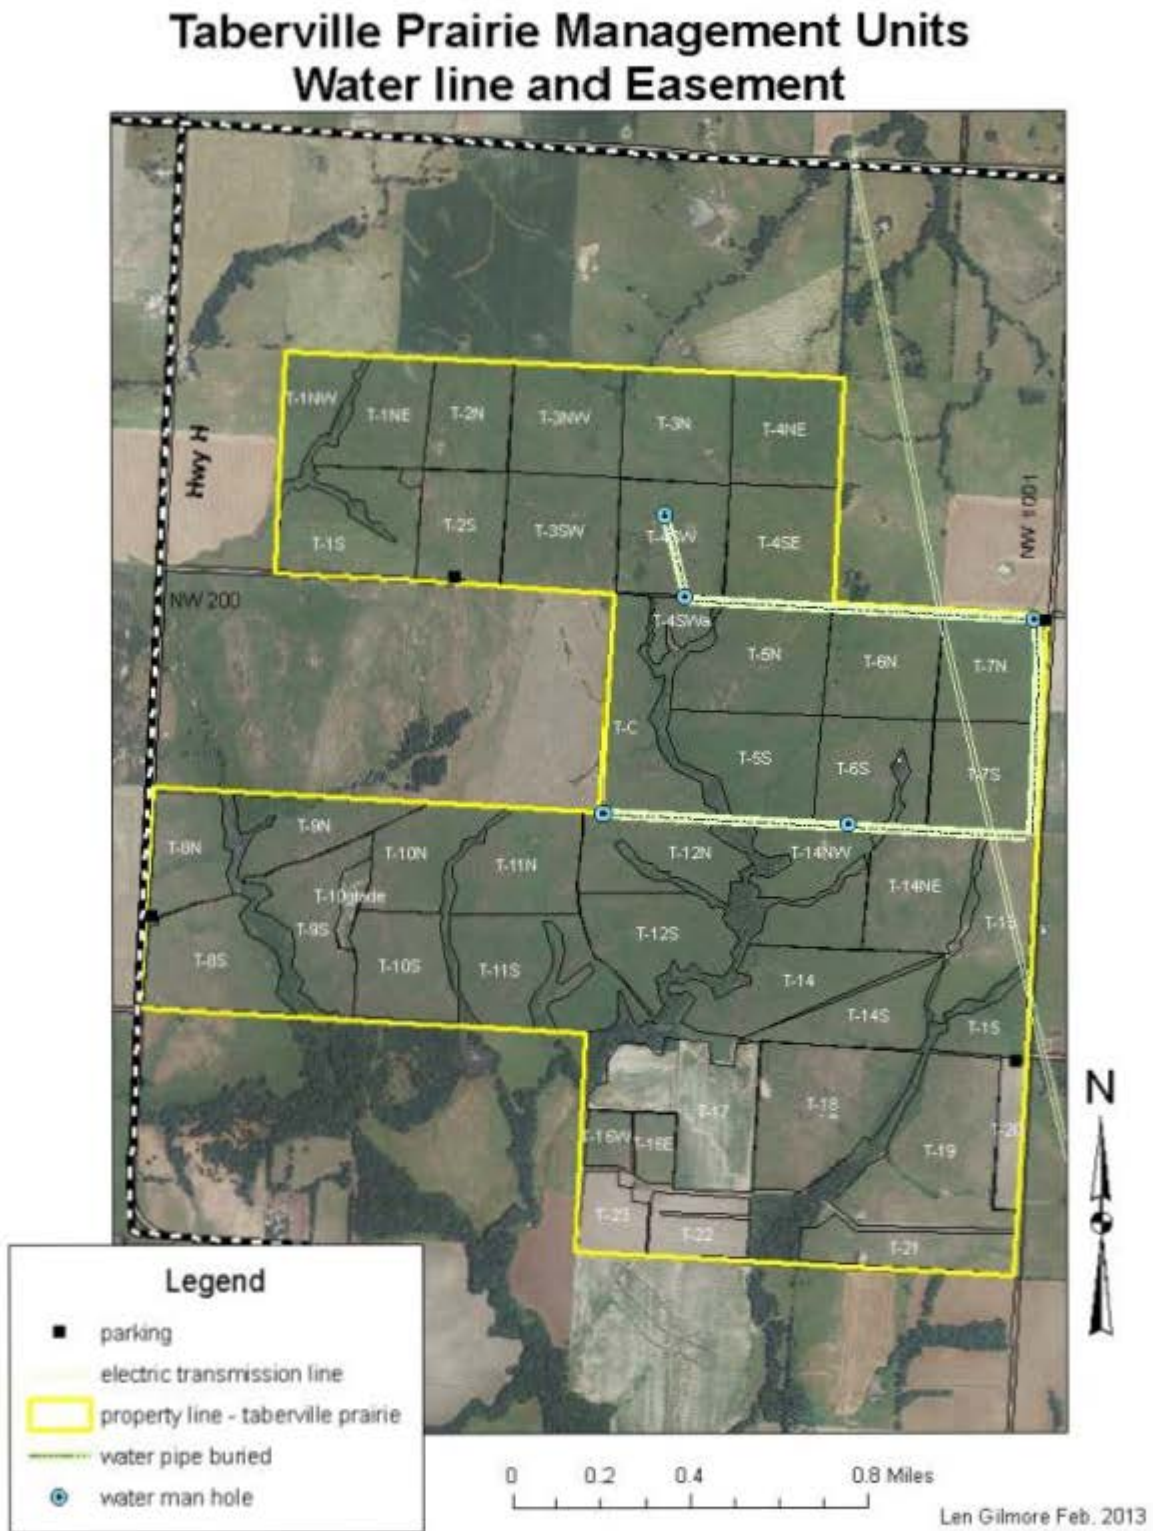 Taberville Prairie Management Units
Water line and Easement
T-1NW
T-1NE
T-2N
T-3NW
T-3N
T-4NE
Hwy H
NW 1001
T-1S
T-2S
T-3SW
T-4SW
T-4SE
NW 200
T-4SWa
T-5N
T-6N
T-7N
T-C
T-5S
T-6S
T-7S
T-8N
T-9N
T-10N
T-11N
T-12N
T-14NW
T-14NE
T-10glade
T-9S
T-8S
T-10S
T-11S
T-12S
T-14
T-14S
T-15
T-17
T-18
T-16W
T-16E
T-19
T-20
T-23
T-22
T-21
N
Legend
parking
electric transmission line
property line - taberville prairie
water pipe buried
water man hole
0 0.2 0.4 0.8 Miles
Len Gilmore Feb. 2013